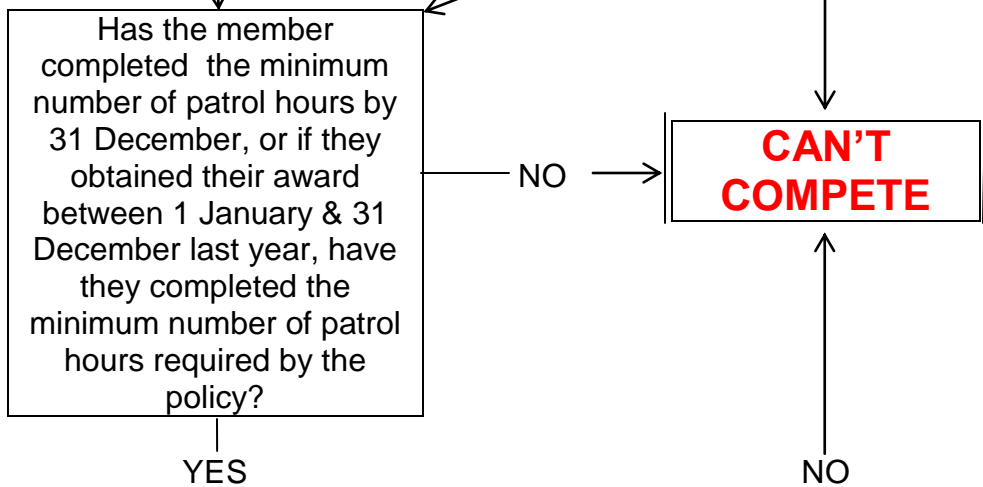 Has the member
completed  the minimum
number of patrol hours by
31 December, or if they
obtained their award
between 1 January & 31
December last year, have
they completed the
minimum number of patrol
hours required by the
policy?
NO
CAN'T
COMPETE
YES
NO